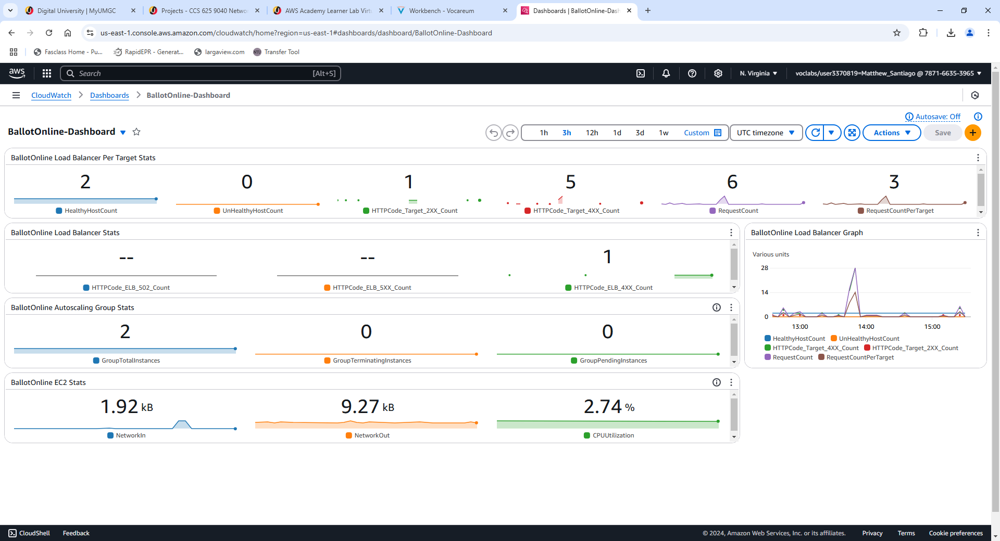 Digital University | MyUMGC
Projects - CCS 625 9040 Netwo
AWS Academy Learner Lab Virtu
Workbench - Vocareum
Dashboards | BallotOnline-Dash
us-east-1.console.aws.amazon.com/cloudwatch/home?region=us-east-1#dashboards/dashboard/BallotOnline-Dashboard
Fasclass Home - Pu...
RapidEPR - Generat...
largaview.com
NTU
Transfer Tool
aws
Search
[Alt+S]
N. Virginia
voclabs/user3370819=Matthew_Santiago @ 7871-6635-3965
CloudWatch
Dashboards
BallotOnline-Dashboard
Autosave: Off
BallotOnline-Dashboard
1h
3h
12h
1d
3d
1w
Custom
UTC timezone
Actions
Save
BallotOnline Load Balancer Per Target Stats
2
0
1
5
6
3
HealthyHostCount
UnHealthyHostCount
HTTPCode_Target_2XX_Count
HTTPCode_Target_4XX_Count
RequestCount
RequestCountPerTarget
BallotOnline Load Balancer Stats
--
--
1
HTTPCode_ELB_502_Count
HTTPCode_ELB_5XX_Count
HTTPCode_ELB_4XX_Count
BallotOnline Load Balancer Graph
Various units
28
14
0
13:00
14:00
15:00
HealthyHostCount
UnHealthyHostCount
HTTPCode_Target_4XX_Count
HTTPCode_Target_2XX_Count
RequestCount
RequestCountPerTarget
BallotOnline Autoscaling Group Stats
2
0
0
GroupTotalInstances
GroupTerminatingInstances
GroupPendingInstances
BallotOnline EC2 Stats
1.92 kB
9.27 kB
2.74 %
NetworkIn
NetworkOut
CPUUtilization
CloudShell
Feedback
© 2024, Amazon Web Services, Inc. or its affiliates.
Privacy
Terms
Cookie preferences